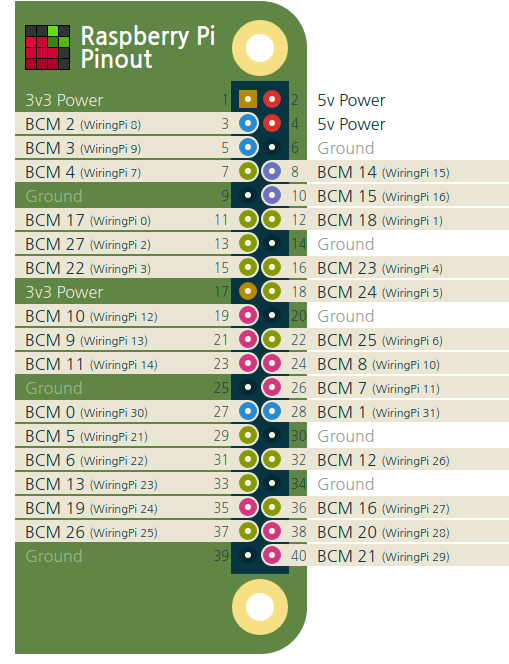 Raspberry Pi
Pinout
3v3 Power 1 2 5v Power
BCM 2 (WiringPi 8) 3 4 5v Power
BCM 3 (WiringPi 9) 5 6 Ground
BCM 4 (WiringPi 7) 7 8 BCM 14 (WiringPi 15)
Ground 9 10 BCM 15 (WiringPi 16)
BCM 17 (WiringPi 0) 11 12 BCM 18 (WiringPi 1)
BCM 27 (WiringPi 2) 13 14 Ground
BCM 22 (WiringPi 3) 15 16 BCM 23 (WiringPi 4)
3v3 Power 17 18 BCM 24 (WiringPi 5)
BCM 10 (WiringPi 12) 19 20 Ground
BCM 9 (WiringPi 13) 21 22 BCM 25 (WiringPi 6)
BCM 11 (WiringPi 14) 23 24 BCM 8 (WiringPi 10)
Ground 25 26 BCM 7 (WiringPi 11)
BCM 0 (WiringPi 30) 27 28 BCM 1 (WiringPi 31)
BCM 5 (WiringPi 21) 29 30 Ground
BCM 6 (WiringPi 22) 31 32 BCM 12 (WiringPi 26)
BCM 13 (WiringPi 23) 33 34 Ground
BCM 19 (WiringPi 24) 35 36 BCM 16 (WiringPi 27)
BCM 26 (WiringPi 25) 37 38 BCM 20 (WiringPi 28)
Ground 39 40 BCM 21 (WiringPi 29)